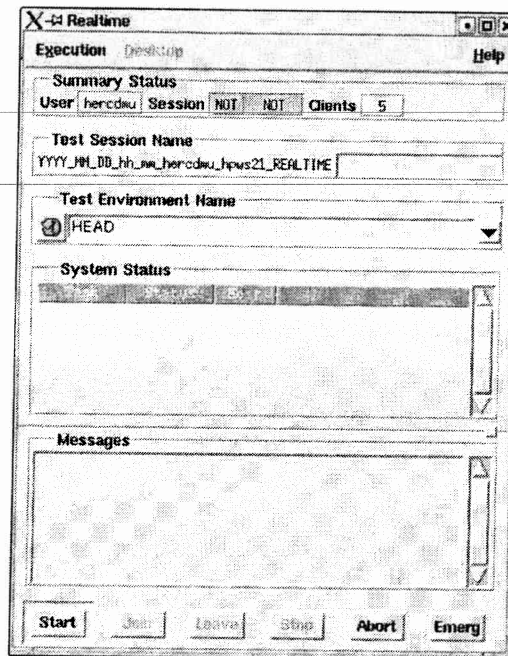 Realtime
Execution Desktop Help
Summary Status
User hercdmu Session NOT NOT Clients 5
Test Session Name
YYYY_MM_DD_hh_mm_hercdmu_hpws21_REALTIME
Test Environment Name
HEAD
System Status
Status
Messages
Start Join Leave Stop Abort Emerg